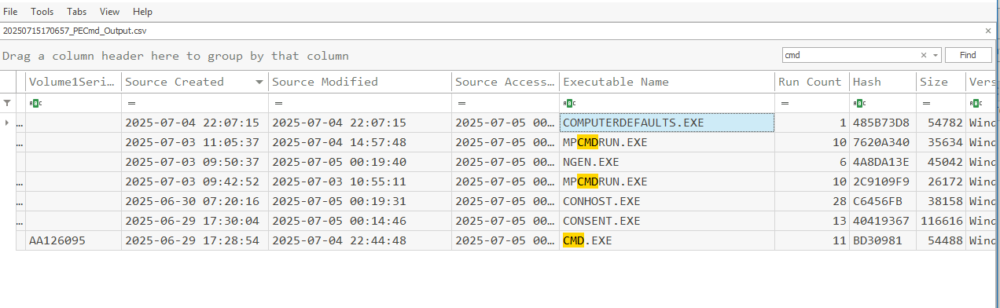 File Tools Tabs View Help
20250715170657_PECmd_Output.csv ×
Drag a column header here to group by that column cmd × Find
Volume1Seri... Source Created Source Modified Source Access... Executable Name Run Count Hash Size Vers
= = = = =
... 2025-07-04 22:07:15 2025-07-04 22:07:15 2025-07-05 00... COMPUTERDEFAULTS.EXE 1 485B73D8 54782 Wind
... 2025-07-03 11:05:37 2025-07-04 14:57:48 2025-07-05 00... MPCMDRUN.EXE 10 7620A340 35634 Wind
2025-07-03 09:50:37 2025-07-05 00:19:40 2025-07-05 00... NGEN.EXE 6 4A8DA13E 45042 Wind
... 2025-07-03 09:42:52 2025-07-03 10:55:11 2025-07-05 00... MPCMDRUN.EXE 10 2C9109F9 26172 Wind
... 2025-06-30 07:20:16 2025-07-05 00:19:31 2025-07-05 00... CONHOST.EXE 28 C6456FB 38158 Wind
... 2025-06-29 17:30:04 2025-07-05 00:14:46 2025-07-05 00... CONSENT.EXE 13 40419367 116616 Wind
AA126095 2025-06-29 17:28:54 2025-07-04 22:44:48 2025-07-05 00... CMD.EXE 11 BD30981 54488 Wind